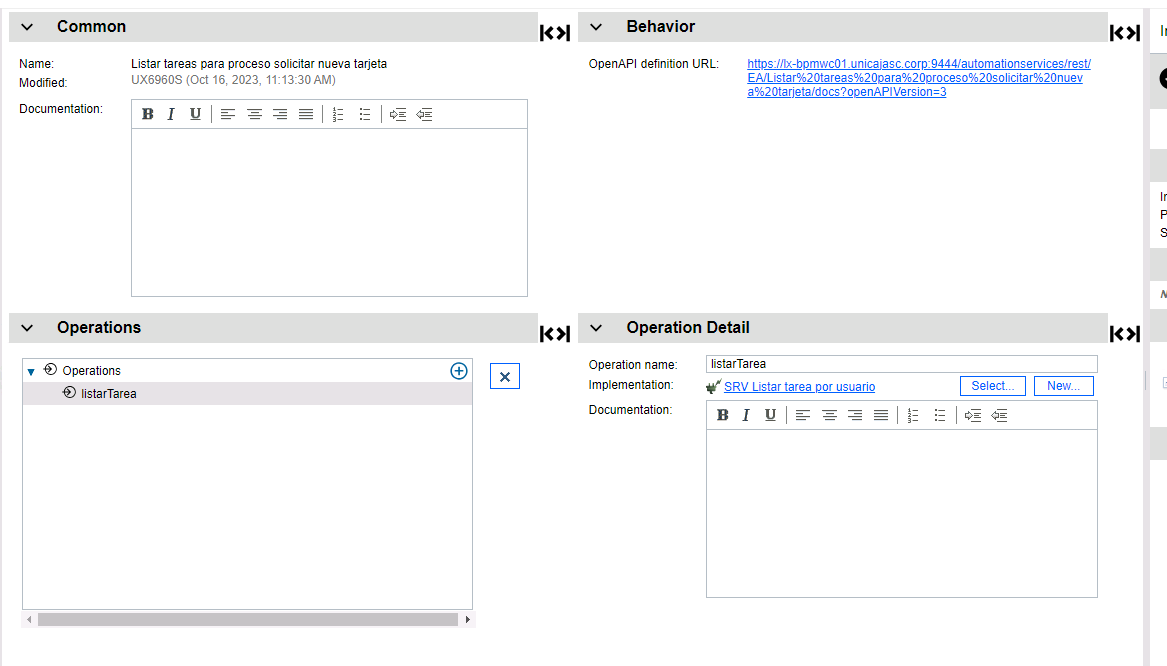 Common
Name:
Listar tareas para proceso solicitar nueva tarjeta
Modified:
UX6960S (Oct 16, 2023, 11:13:30 AM)
Documentation:
B I U
Behavior
OpenAPI definition URL:
https://lx-bpmwc01.unicajasc.corp:9444/automationservices/rest/
EA/Listar%20tareas%20para%20proceso%20solicitar%20nuev
a%20tarjeta/docs?openAPIVersion=3
Operations
Operations
listarTarea
Operation Detail
Operation name:
listarTarea
Implementation:
SRV Listar tarea por usuario
Select...
New...
Documentation:
B I U